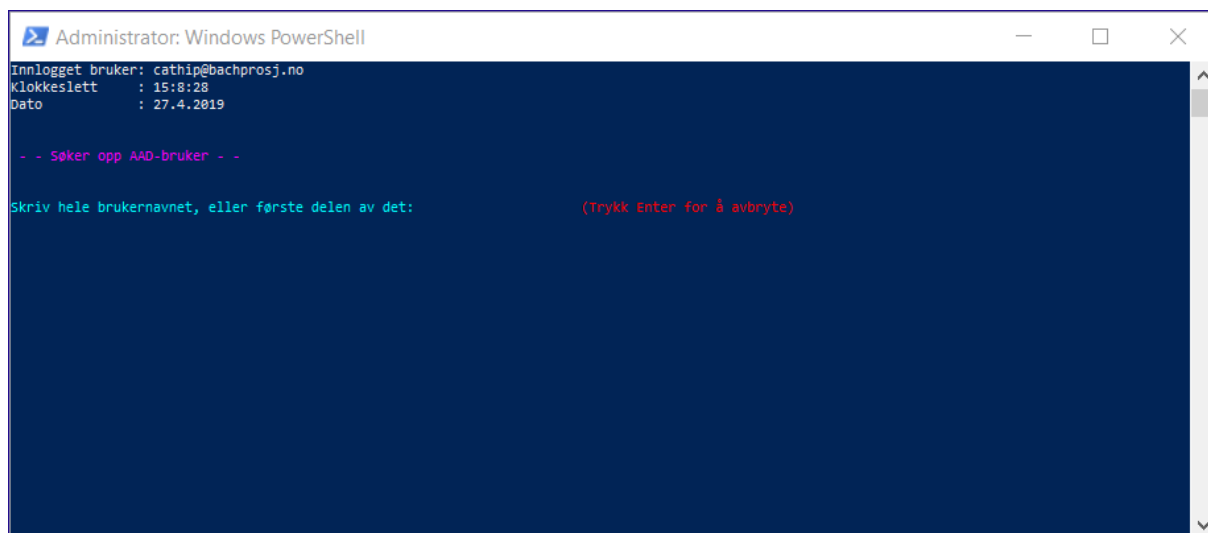 Administrator: Windows PowerShell
Innlogget bruker: cathip@bachprosj.no
Klokkeslett : 15:8:28
Dato : 27.4.2019
- - Søker opp AAD-bruker - -
Skriv hele brukernavnet, eller første delen av det: (Trykk Enter for å avbryte)